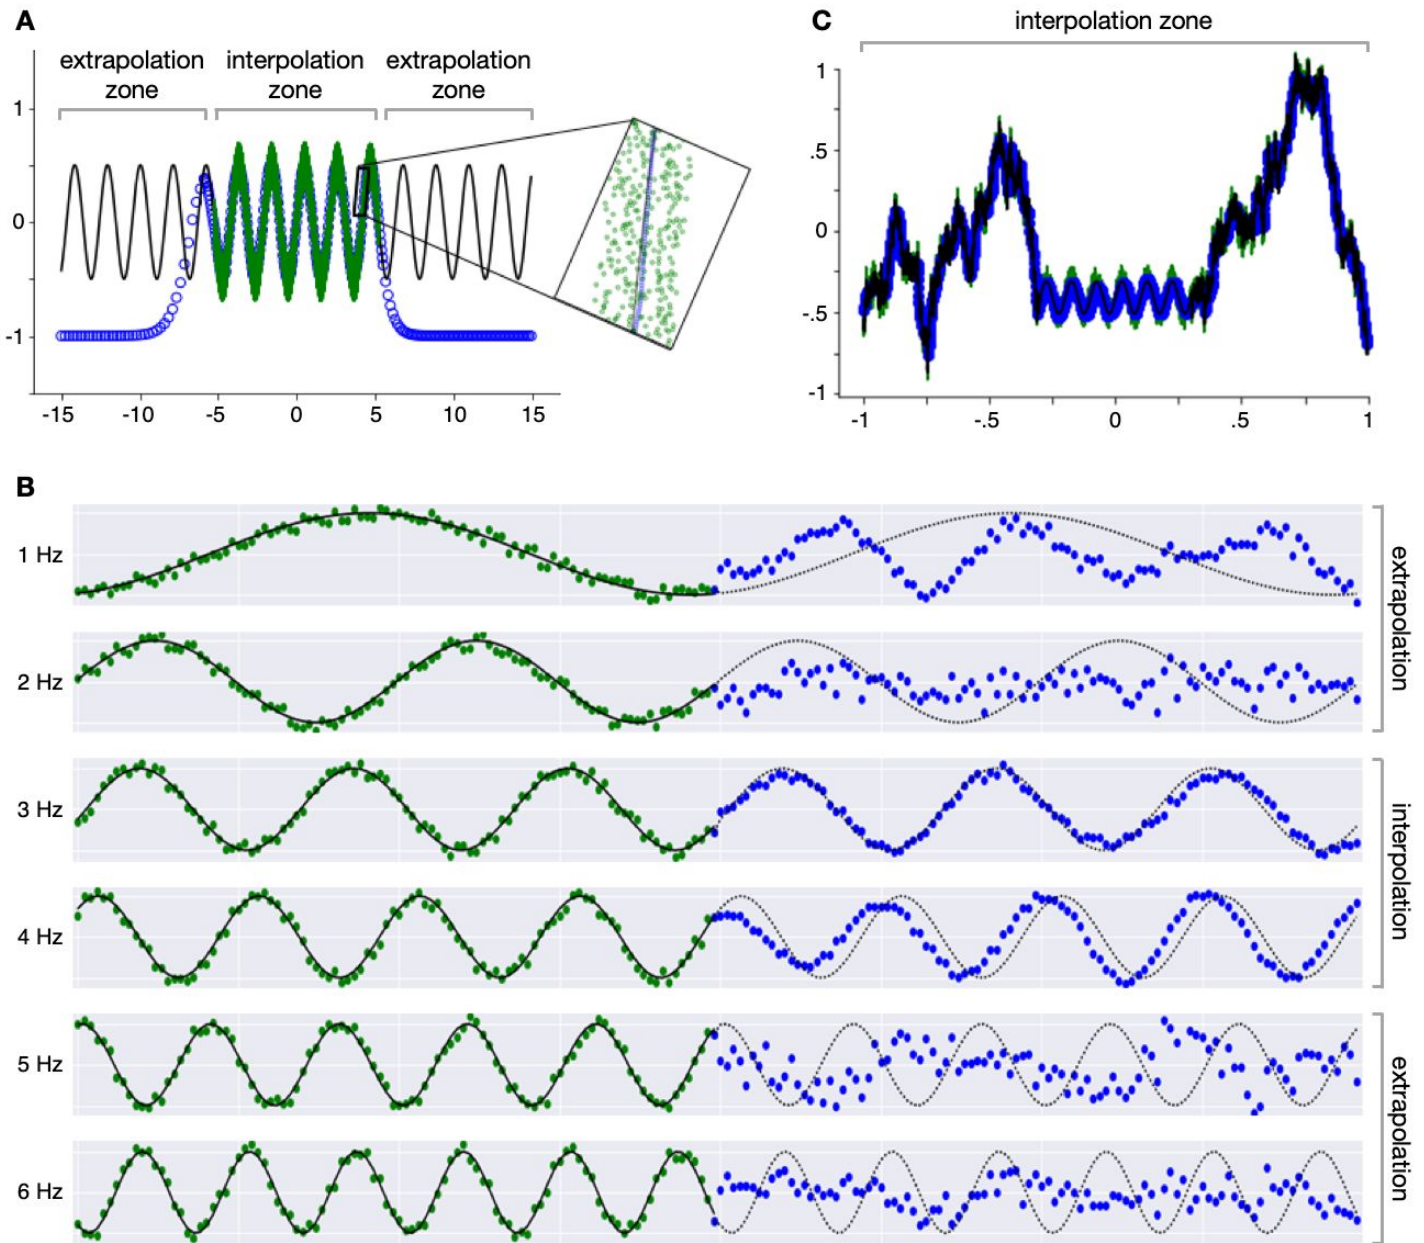 A
extrapolation
zone
interpolation
zone
extrapolation
zone
1
0
-1
-15
-10
-5
0
5
10
15
C
interpolation zone
1
.5
0
-.5
-1
-1
-.5
0
.5
1
B
1 Hz
2 Hz
extrapolation
3 Hz
4 Hz
interpolation
5 Hz
6 Hz
extrapolation